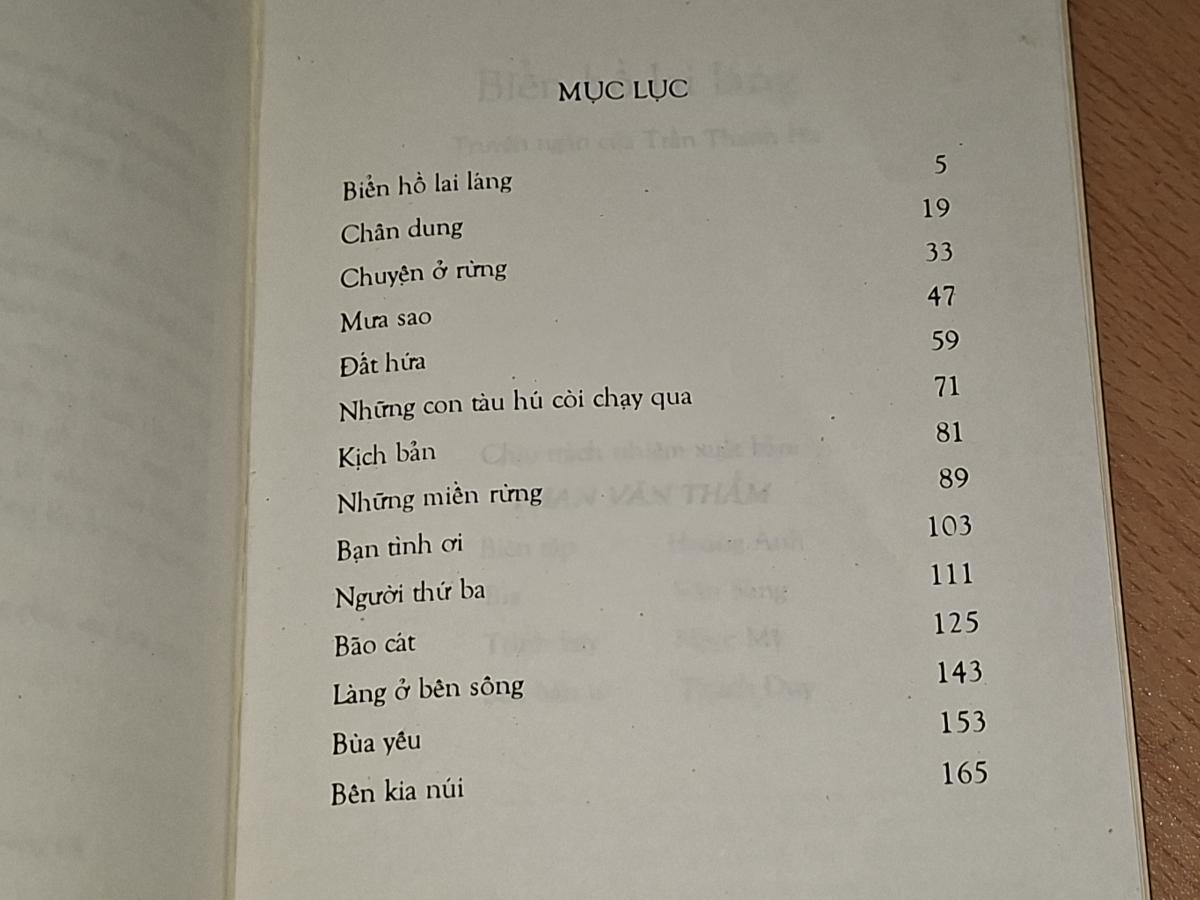 MỤC LỤC
Biển hồ lai láng 5
Chân dung 19
Chuyện ở rừng 33
Mưa sao 47
Đất hứa 59
Những con tàu hú còi chạy qua 71
Kịch bản 81
Những miền rừng 89
Bạn tình ơi 103
Người thứ ba 111
Bão cát 125
Làng ở bên sông 143
Bùa yêu 153
Bên kia núi 165